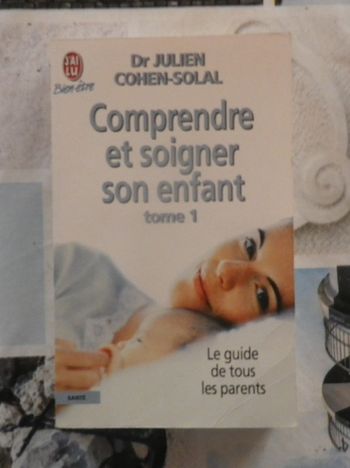 J'AI LU
Bien-être
Dr JULIEN
COHEN-SOLAL
Comprendre
et soigner
son enfant
tome 1
Le guide
de tous
les parents
SANTÉ